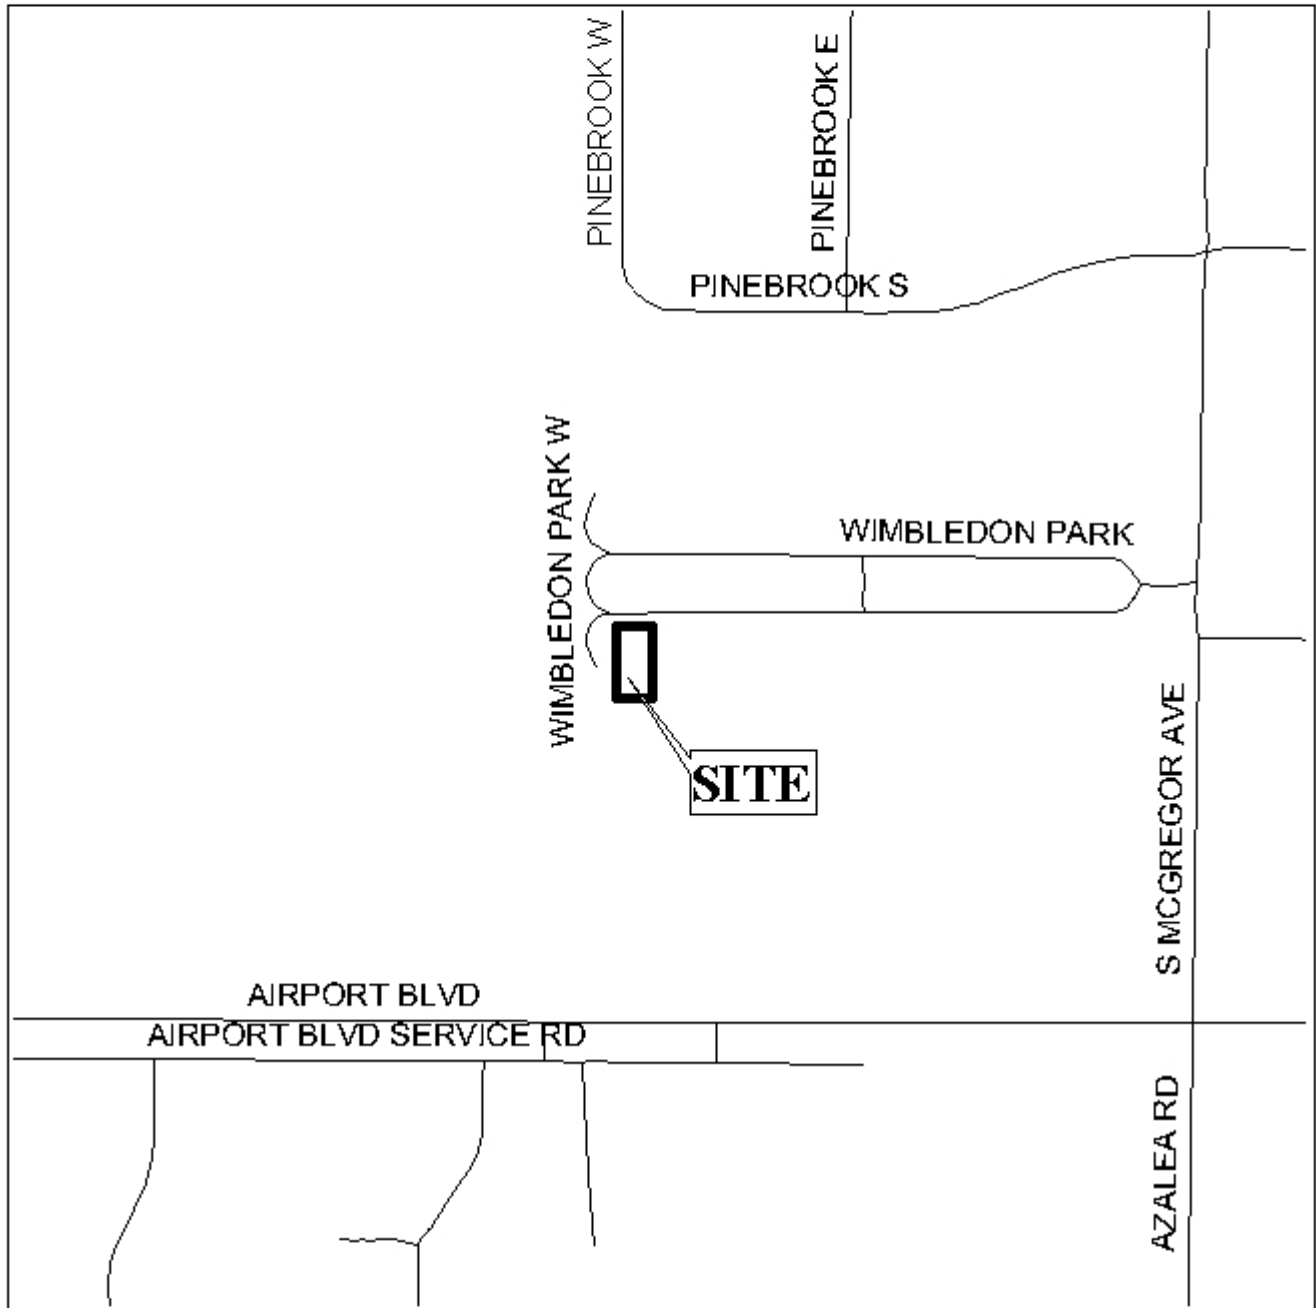 PINEBROOK W
PINEBROOK E
PINEBROOK S
WIMBLEDON PARK W
WIMBLEDON PARK
SITE
S MCGREGOR AVE
AIRPORT BLVD
AIRPORT BLVD SERVICE RD
AZALEA RD